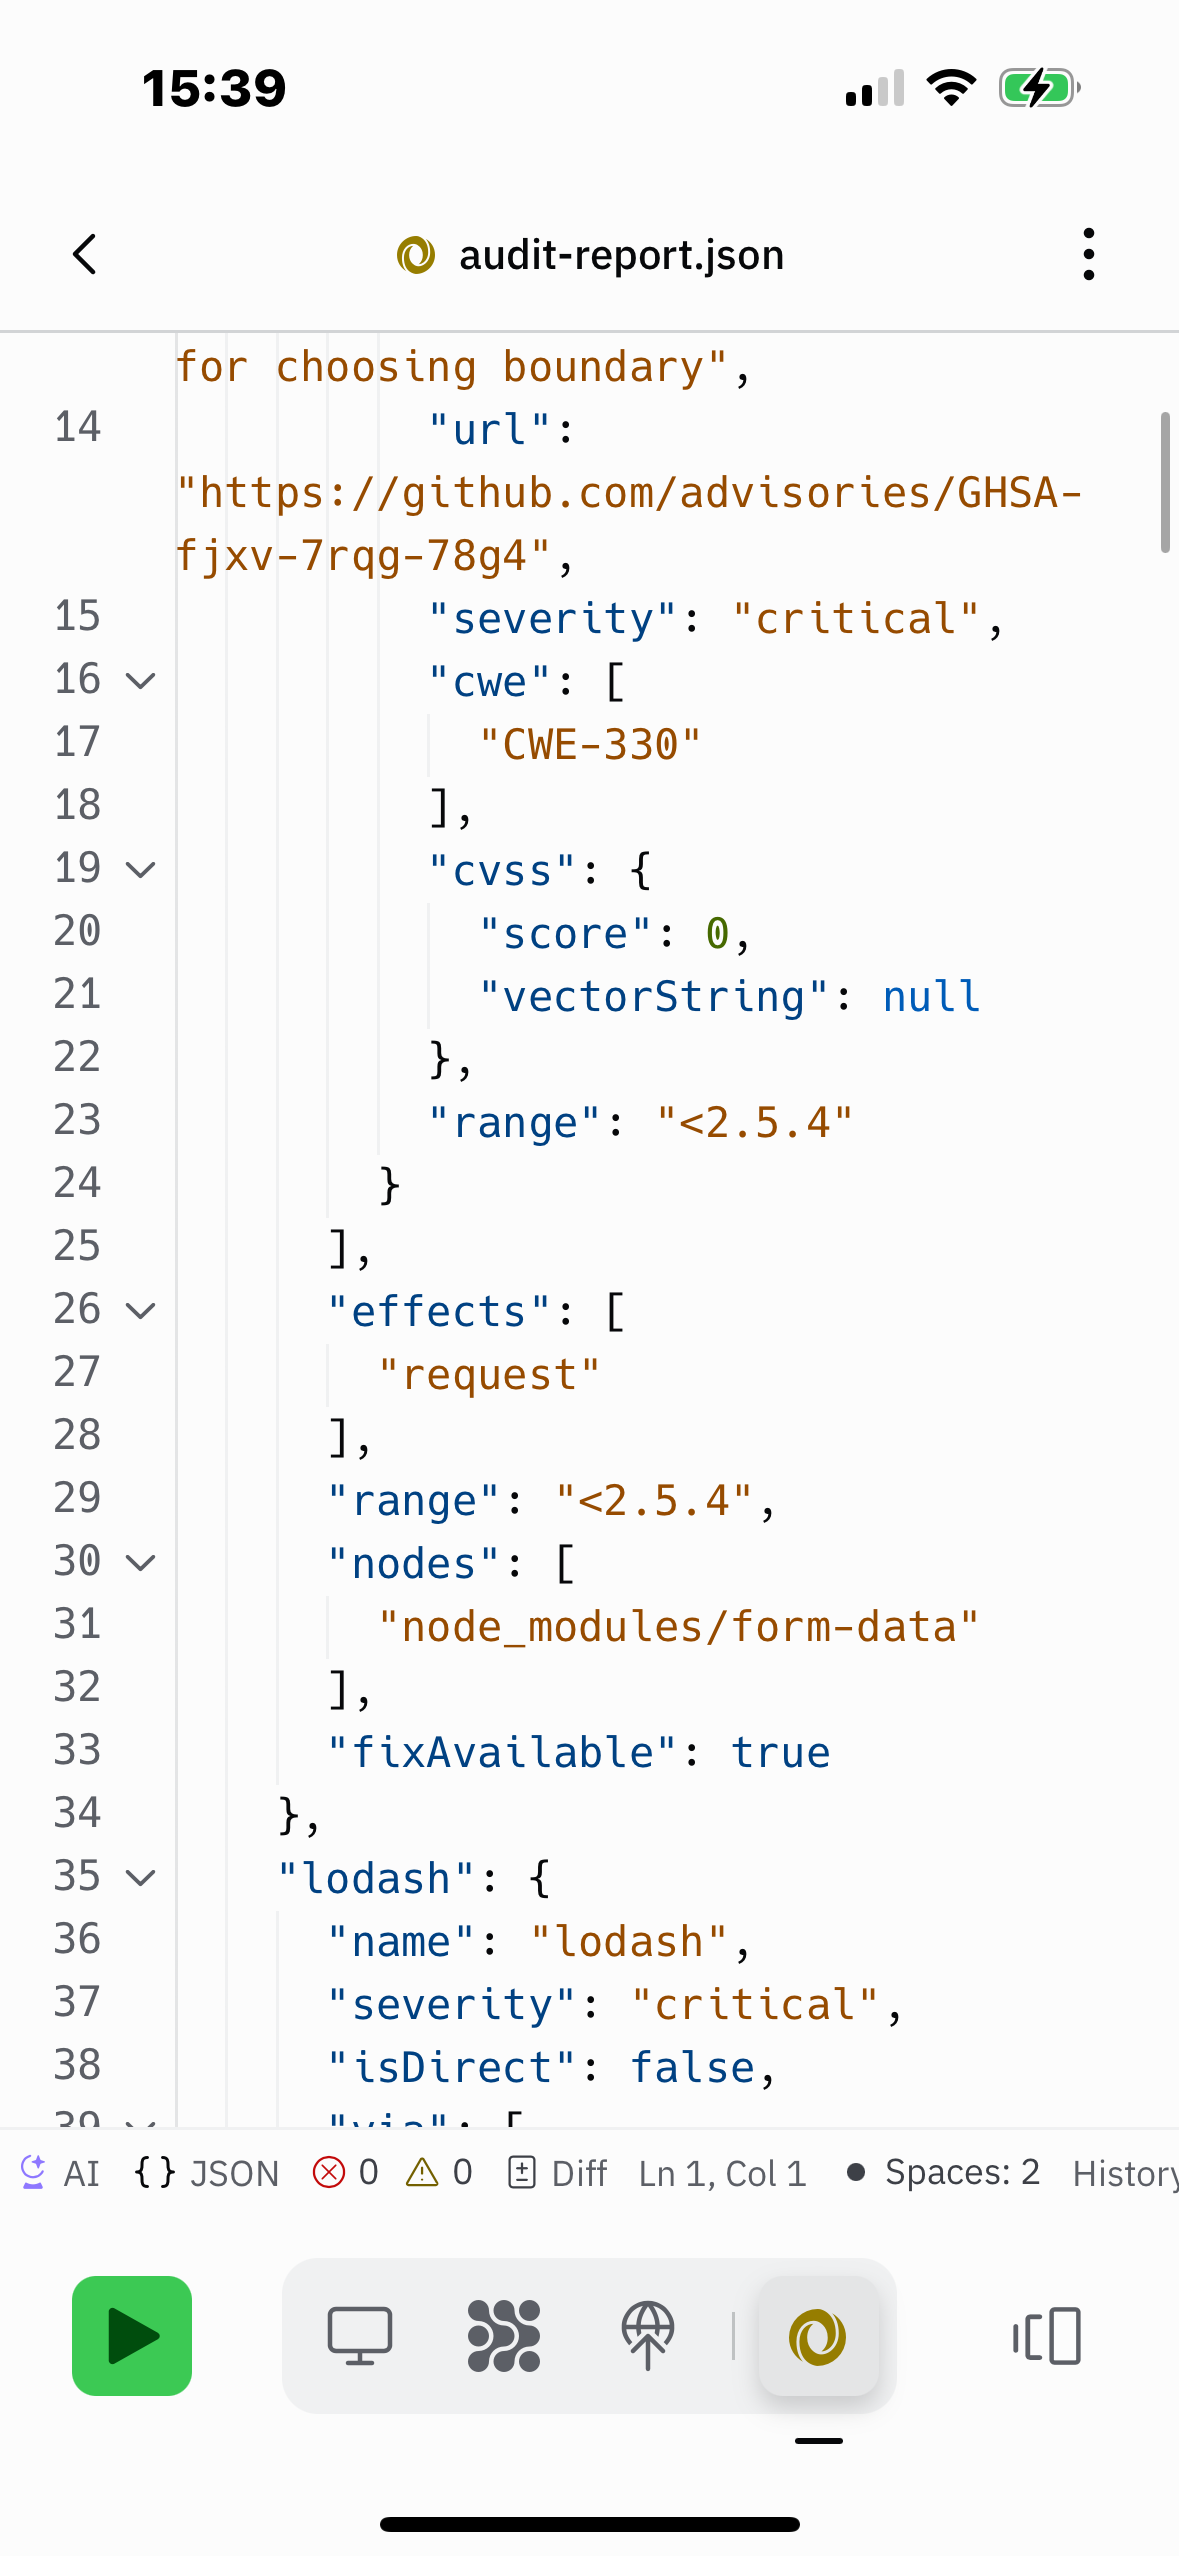 15:39
audit-report.json
for choosing boundary",
14 "url":
"https://github.com/advisories/GHSA-
fjxv-7rqg-78g4",
15 "severity": "critical",
16 "cwe": [
17 "CWE-330"
18 ],
19 "cvss": {
20 "score": 0,
21 "vectorString": null
22 },
23 "range": "<2.5.4"
24 }
25 ],
26 "effects": [
27 "request"
28 ],
29 "range": "<2.5.4",
30 "nodes": [
31 "node_modules/form-data"
32 ],
33 "fixAvailable": true
34 },
35 "lodash": {
36 "name": "lodash",
37 "severity": "critical",
38 "isDirect": false,
39 "via": [
AI {} JSON 0 0 Diff Ln 1, Col 1 Spaces: 2 History